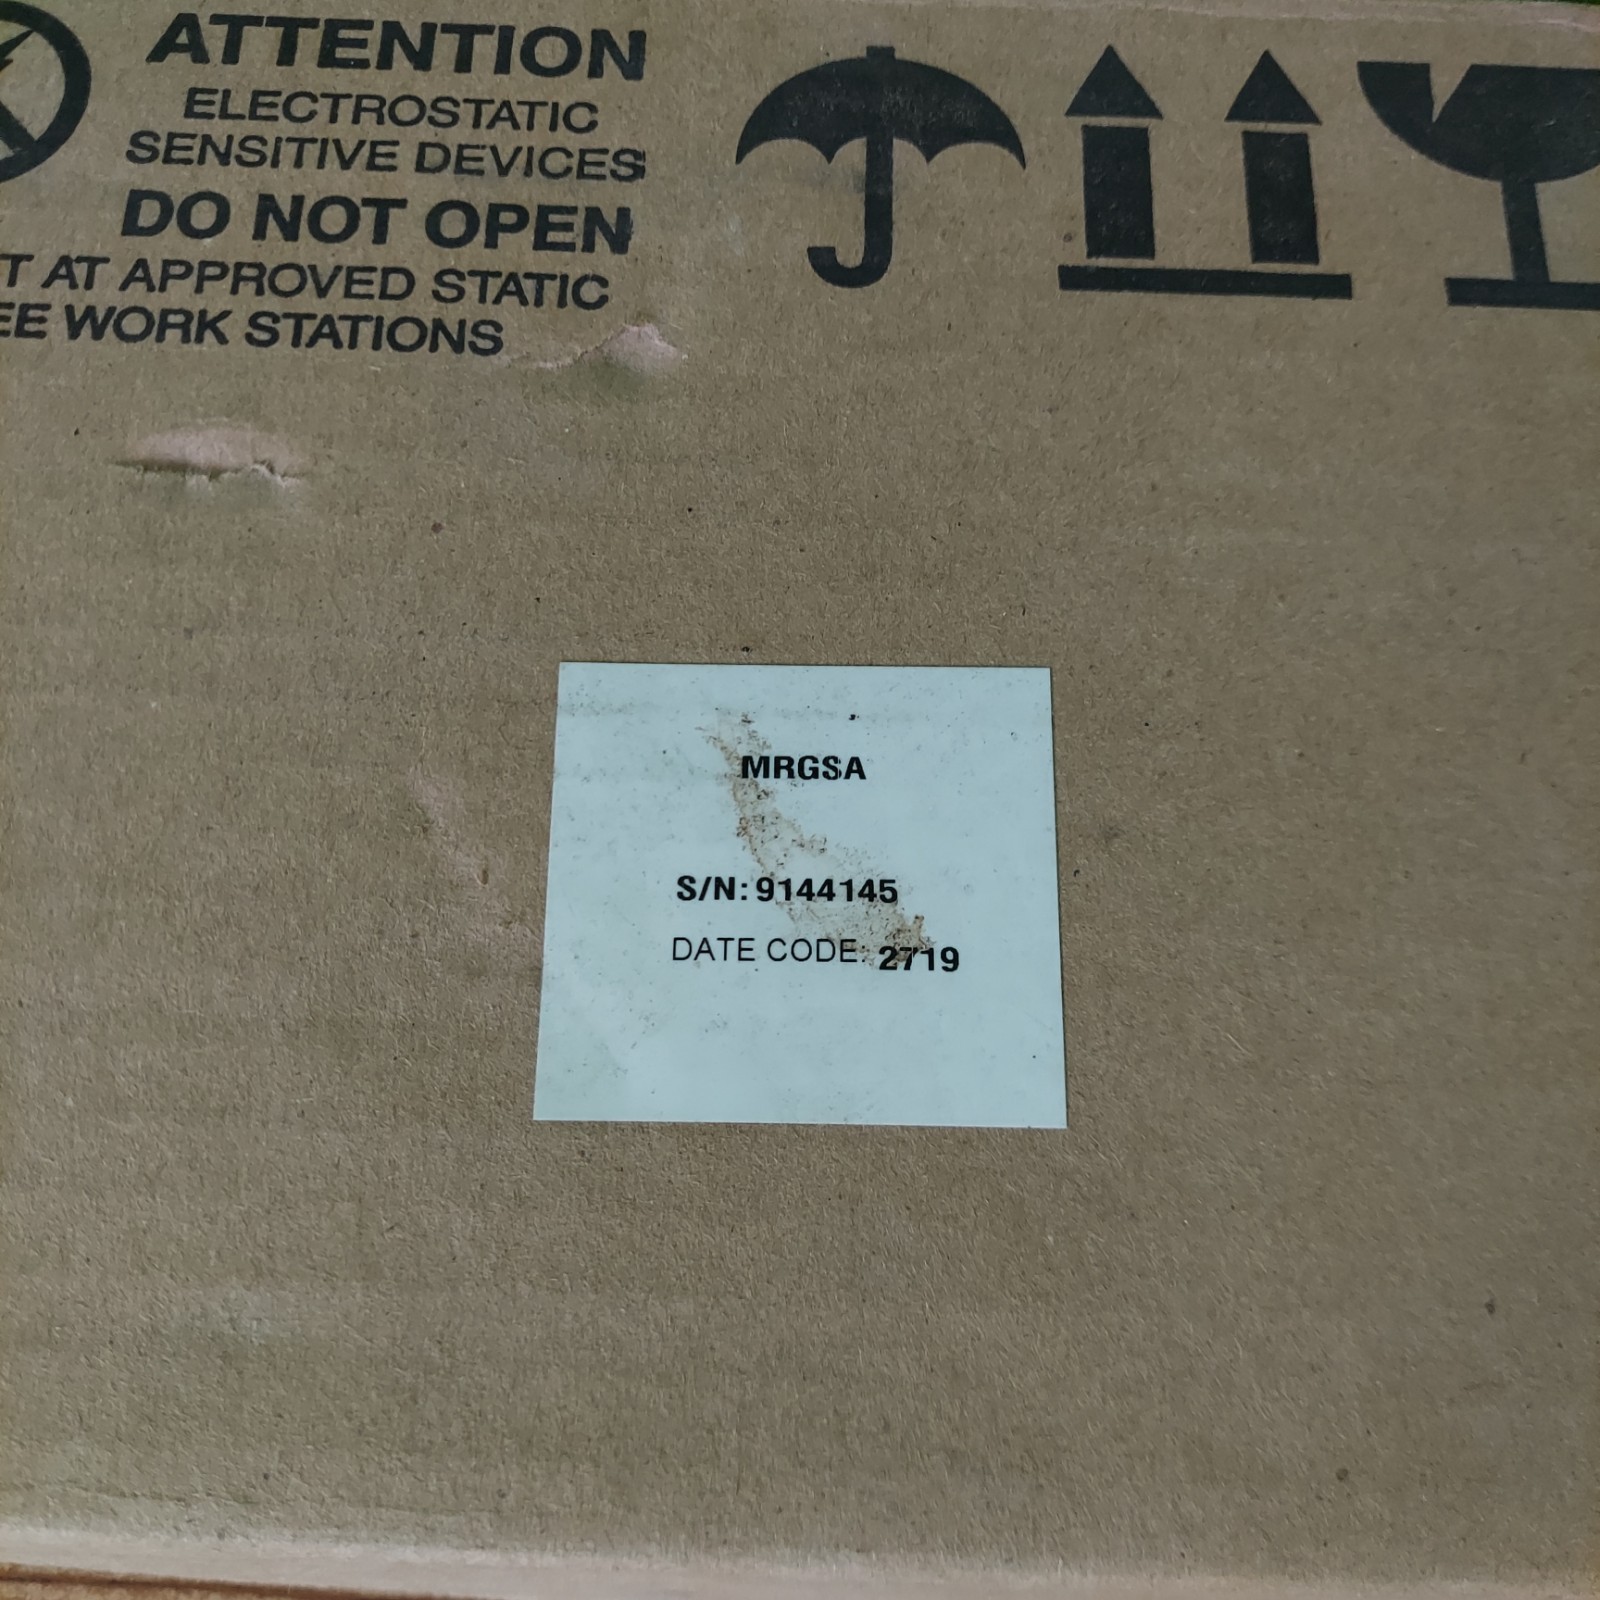 ATTENTION
ELECTROSTATIC
SENSITIVE DEVICES
DO NOT OPEN
T AT APPROVED STATIC
EE WORK STATIONS
MRGSA
S/N: 9144145
DATE CODE: 2719